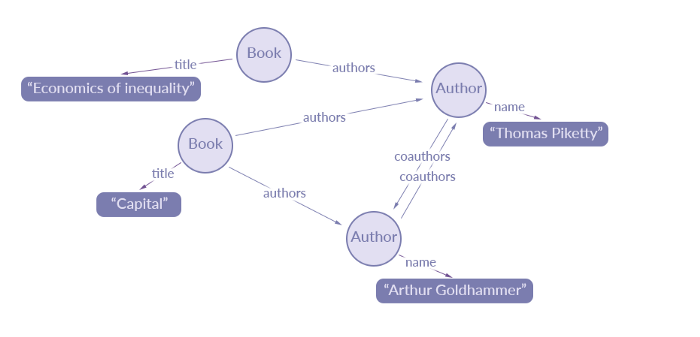 Book
title
authors
“Economics of inequality”
Author
name
authors
“Thomas Piketty”
Book
title
coauthors
coauthors
authors
“Capital”
Author
name
“Arthur Goldhammer”